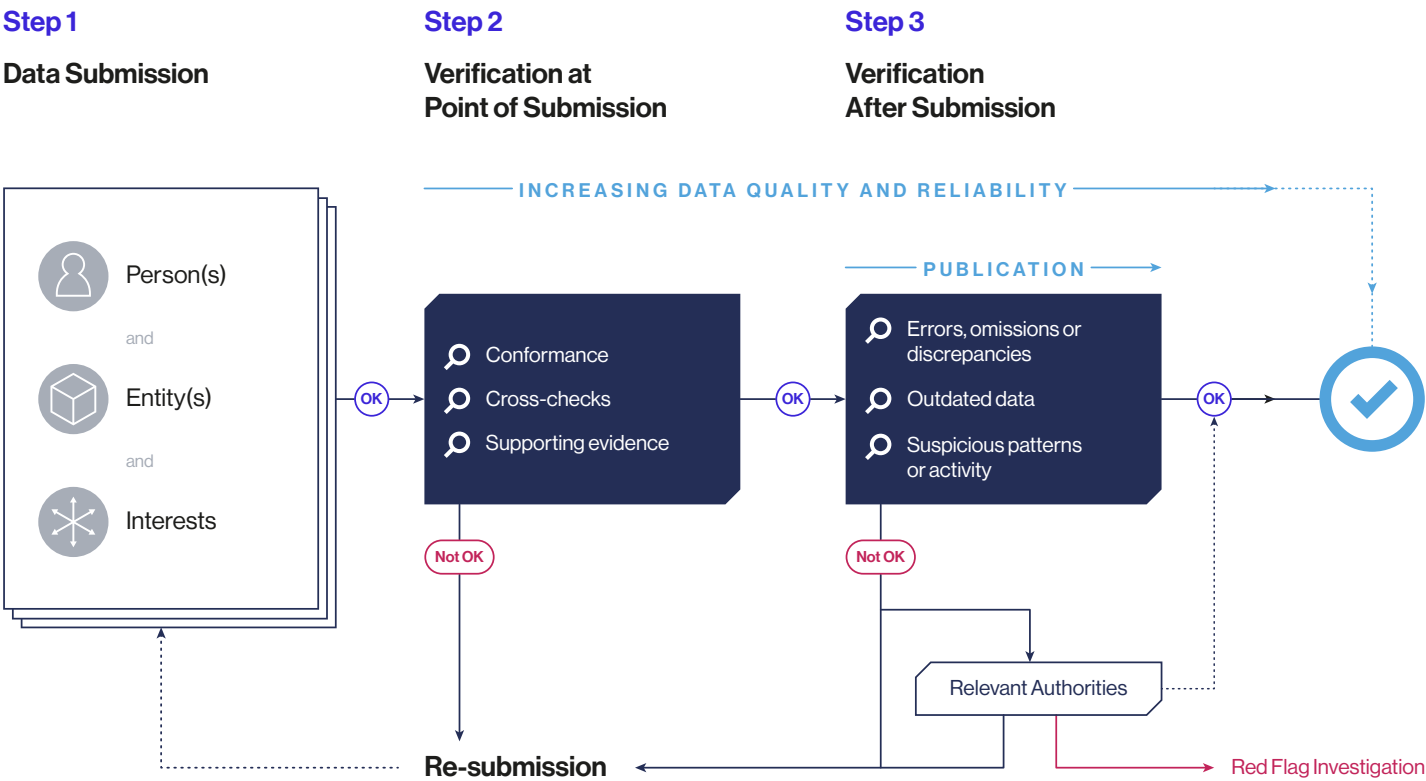 Step 1
Data Submission
Step 2
Verification at
Point of Submission
Step 3
Verification
After Submission
INCREASING DATA QUALITY AND RELIABILITY
PUBLICATION
Person(s)
and
Entity(s)
and
Interests
OK
Conformance
Cross-checks
Supporting evidence
OK
Errors, omissions or
discrepancies
Outdated data
Suspicious patterns
or activity
OK
Not OK
Not OK
Relevant Authorities
Re-submission
Red Flag Investigation